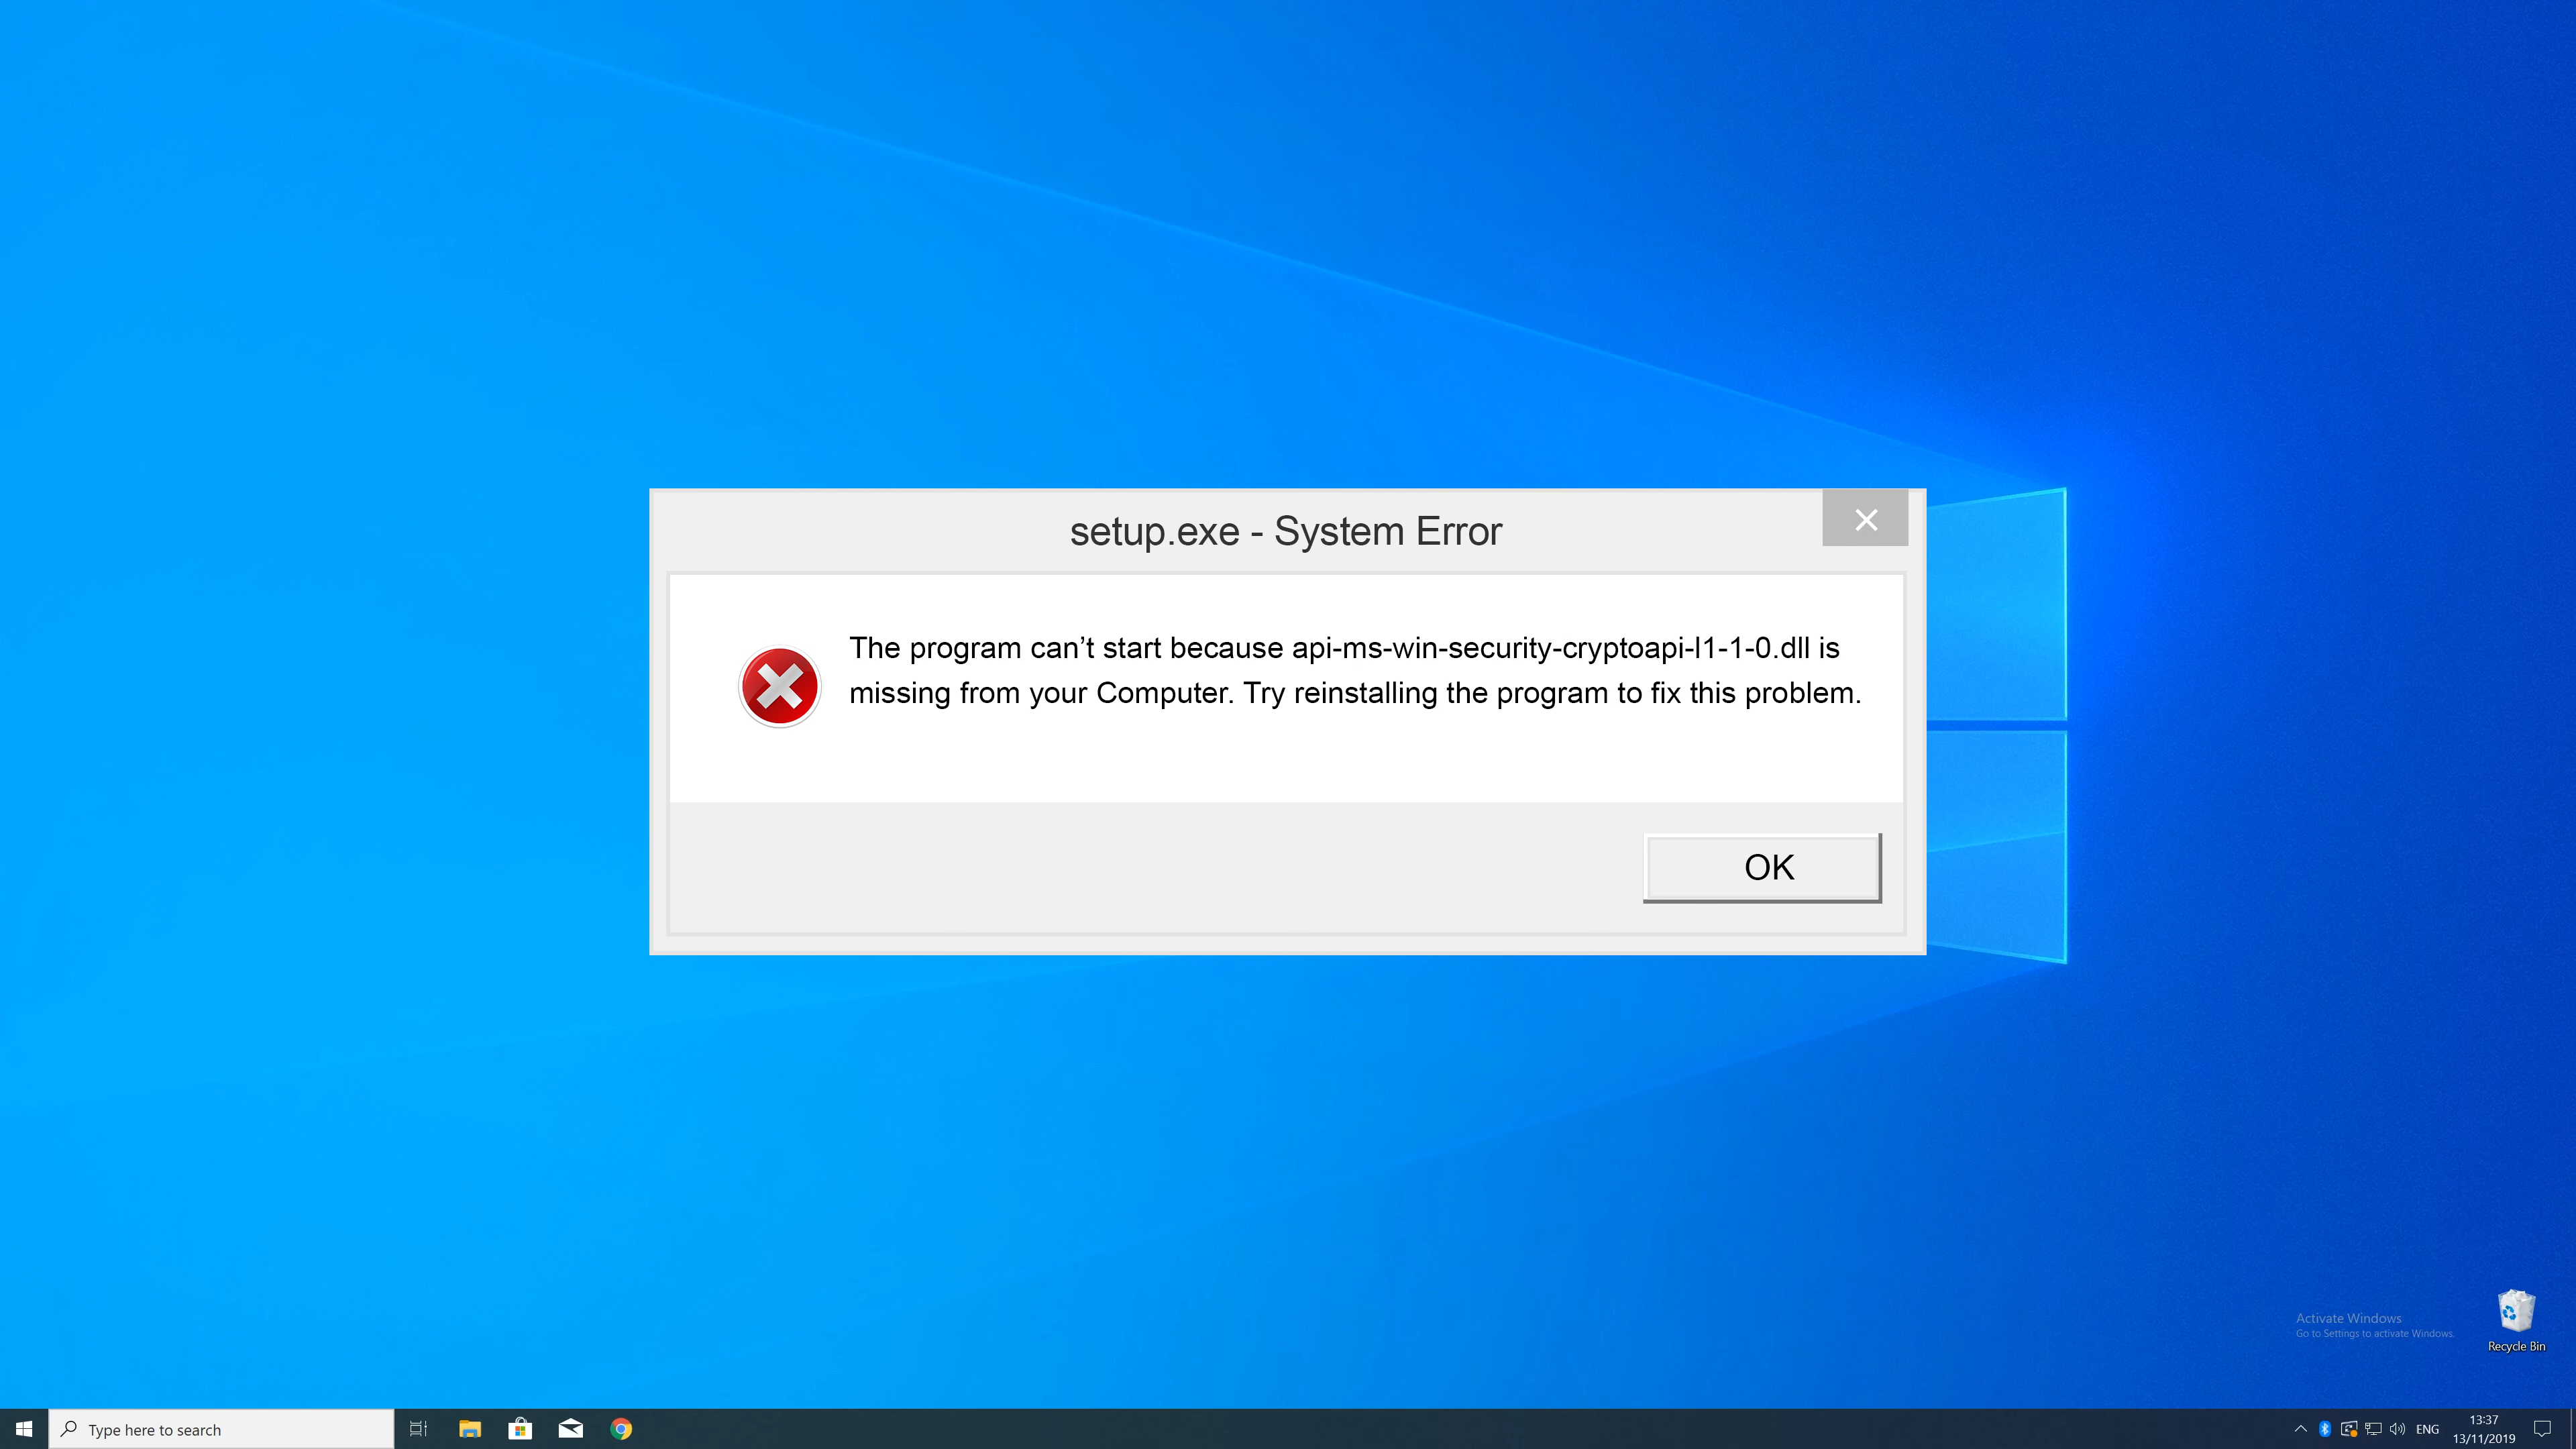 setup.exe - System Error
The program can’t start because api-ms-win-security-cryptoapi-l1-1-0.dll is
missing from your Computer. Try reinstalling the program to fix this problem.
OK
Activate Windows
Go to Settings to activate Windows.
Recycle Bin
Type here to search
ENG
13:37
13/11/2019